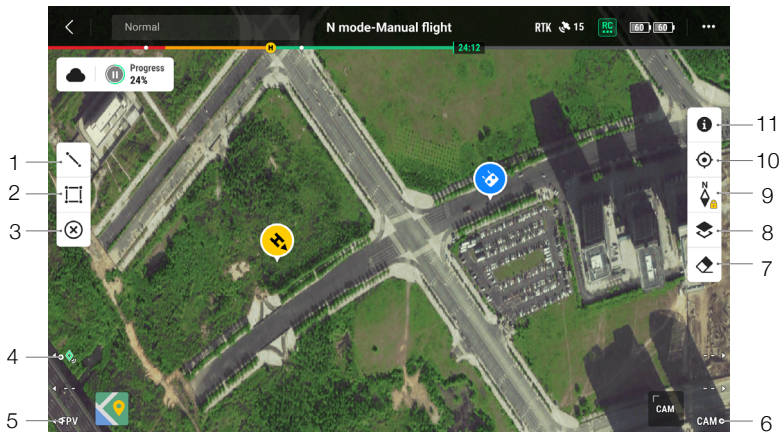 Normal
N mode-Manual flight
RTK
15
RC
60
60
H
24:12
Progress
24%
1
2
3
11
10
N
9
8
7
H
4
-- 
--
--
5
FPV
CAM
CAM
6